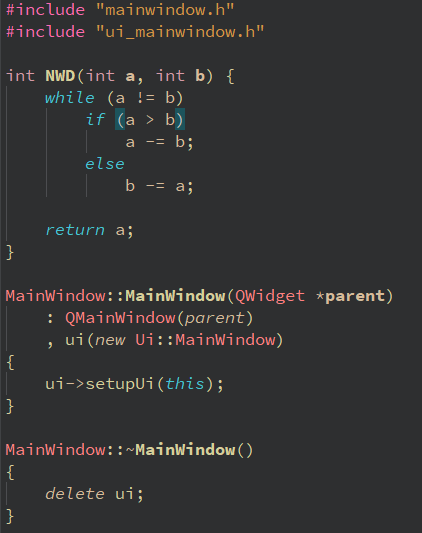 #include "mainwindow.h"
#include "ui_mainwindow.h"

int NWD(int a, int b) {
    while (a != b)
        if (a > b)
            a -= b;
        else
            b -= a;

    return a;
}

MainWindow::MainWindow(QWidget *parent)
    : QMainWindow(parent)
    , ui(new Ui::MainWindow)
{
    ui->setupUi(this);
}

MainWindow::~MainWindow()
{
    delete ui;
}